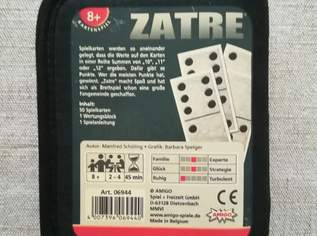 8+
KARTENSPIEL
ZATRE
Spielkarten werden so aneinander
gelegt, dass die Werte auf den Karten
in einer Reihe Summen von "10", "11"
oder "12" ergeben. Dafür gibt es
Punkte. Wer die meisten Punkte hat,
gewinnt. "Zatre" macht Spaß und hat
sich als Brettspiel schon eine große
Fangemeinde geschaffen.
Inhalt:
50 Spielkarten
1 Wertungsblock
1 Spielanleitung
Autor: Manfred Schüling • Grafik: Barbara Spelger
8 +
2 - 4
45 min
Familie
Experte
Glück
Strategie
Ruhig
Turbulent
Art. 06944
4 007396 069440
© AMIGO
Spiel + Freizeit GmbH
D-63128 Dietzenbach
MMVI
www.amigo-spiele.de
Made in Belgium
AMIGO